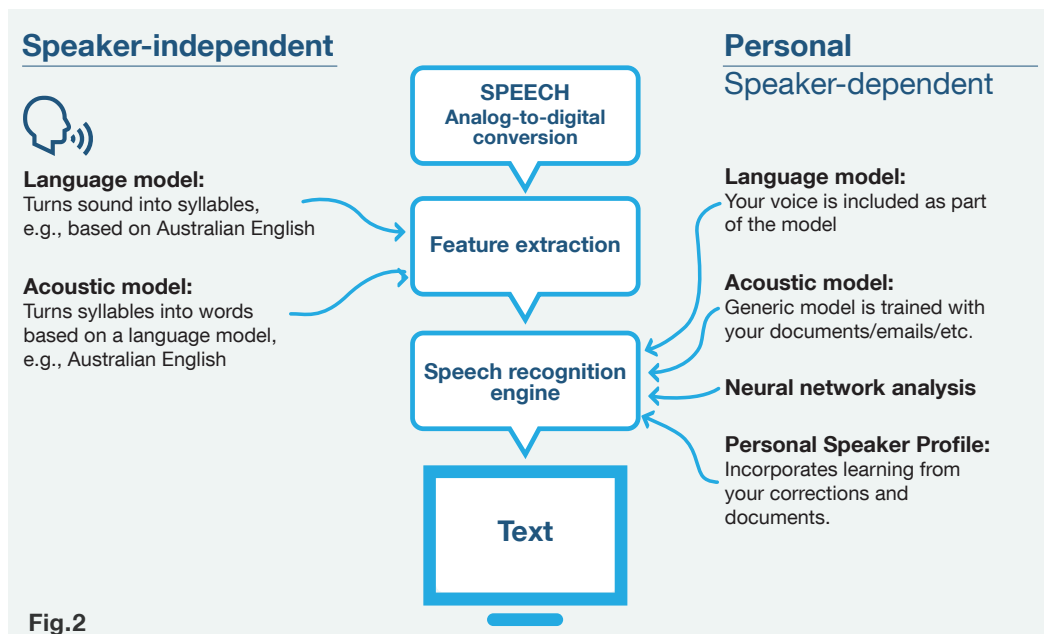 Speaker-independent
Language model:
Turns sound into syllables,
e.g., based on Australian English
Acoustic model:
Turns syllables into words
based on a language model,
e.g., Australian English
SPEECH
Analog-to-digital
conversion
Feature extraction
Speech recognition
engine
Text
Personal
Speaker-dependent
Language model:
Your voice is included as part
of the model
Acoustic model:
Generic model is trained with
your documents/emails/etc.
Neural network analysis
Personal Speaker Profile:
Incorporates learning from
your corrections and
documents.
Fig.2